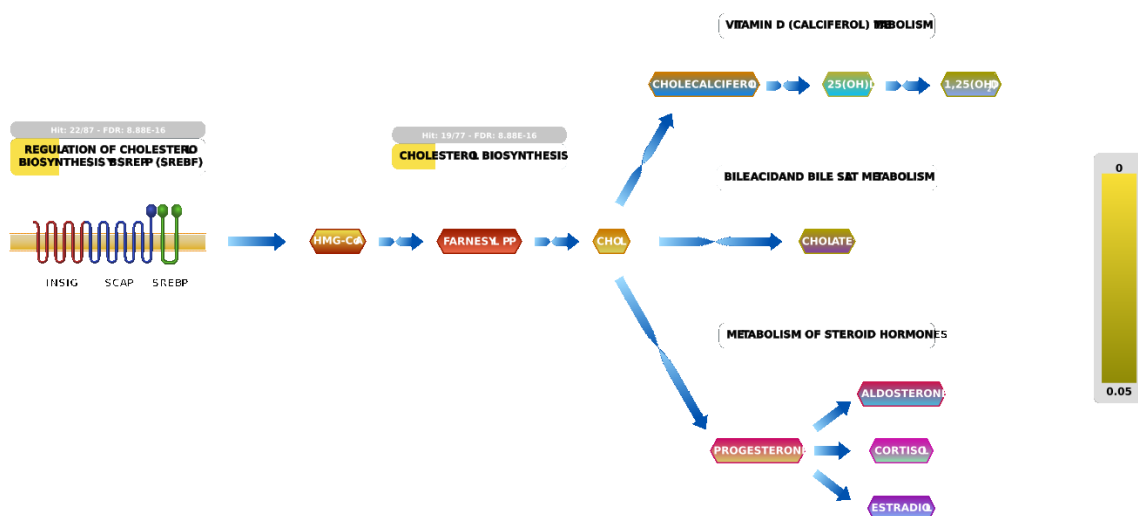 VITAMIN D (CALCIFEROL) METABOLISM
CHOLECALCIFEROL
25(OH)D
1,25(OH)2D
Hit: 22/87 - FDR: 8.88E-16
REGULATION OF CHOLESTEROL
BIOSYNTHESIS BY SREBP (SREBF)
Hit: 19/77 - FDR: 8.88E-16
CHOLESTEROL BIOSYNTHESIS
BILE ACID AND BILE SALT METABOLISM
0
HMG-CoA
FARNESYL PP
CHOL
CHOLATE
INSIG
SCAP
SREBP
METABOLISM OF STEROID HORMONES
0.05
ALDOSTERONE
PROGESTERONE
CORTISOL
ESTRADIOL